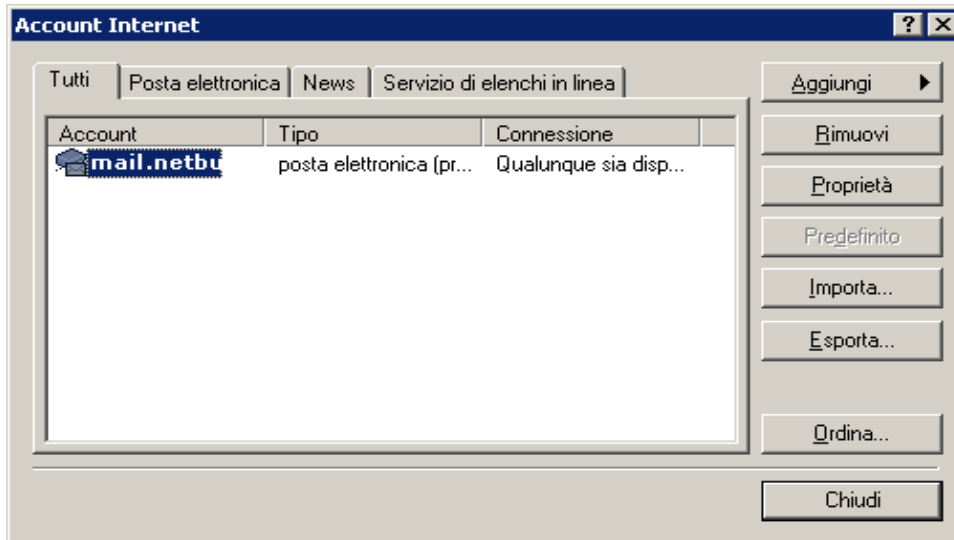 Account Internet
Tutti Posta elettronica News Servizio di elenchi in linea
Account Tipo Connessione
mail.netbu posta elettronica (pr... Qualunque sia disp...
Aggiungi
Rimuovi
Proprietà
Predefinito
Importa...
Esporta...
Ordina...
Chiudi